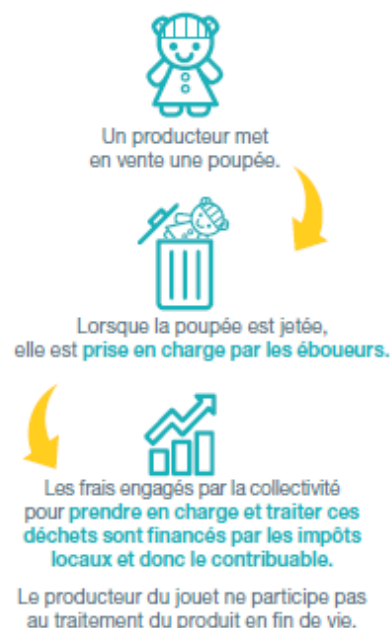 Un producteur met
en vente une poupée.
Lorsque la poupée est jetée,
elle est prise en charge par les éboueurs.
Les frais engagés par la collectivité
pour prendre en charge et traiter ces
déchets sont financés par les impôts
locaux et donc le contribuable.
Le producteur du jouet ne participe pas
au traitement du produit en fin de vie.